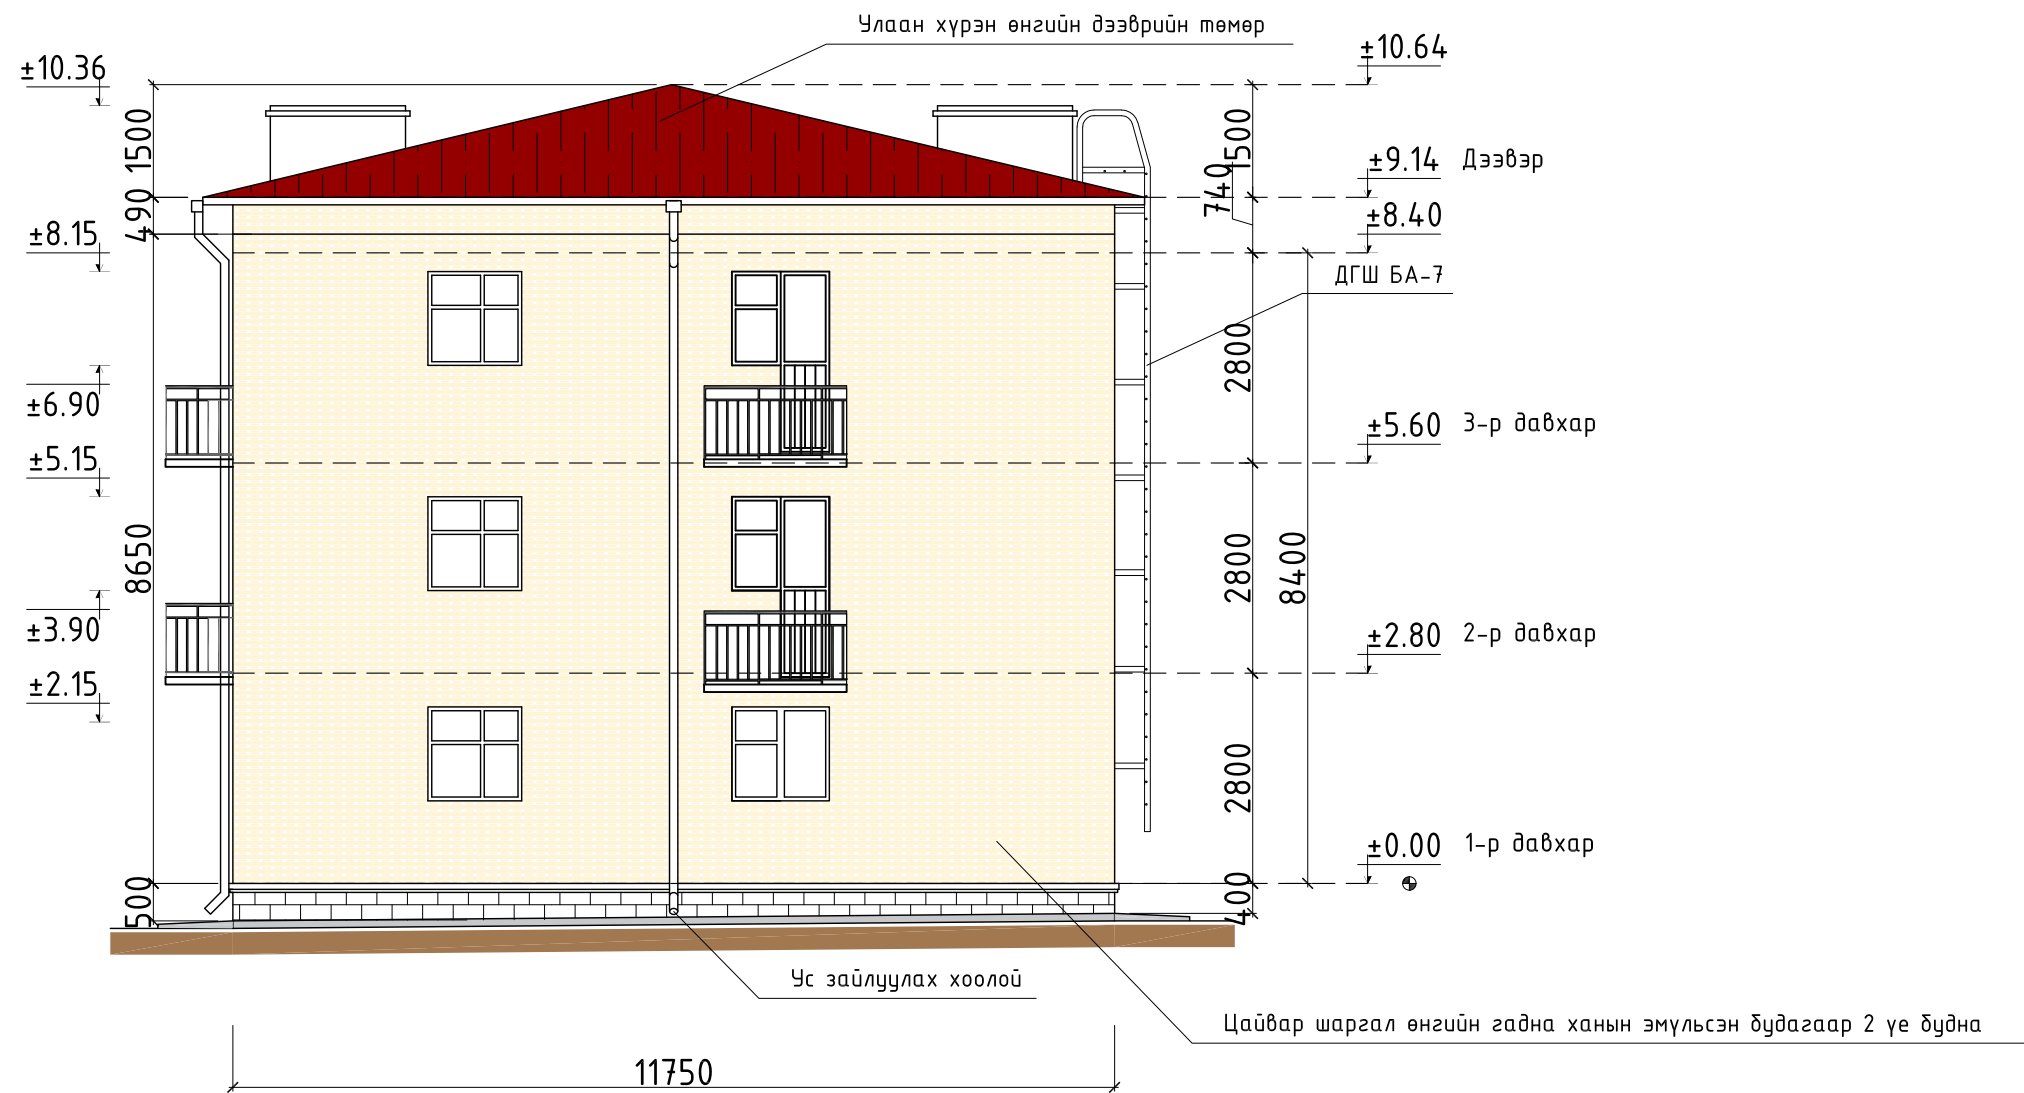 Улаан хүрэн өнгийн дээврийн төмөр
±10.64
±10.36
1500
1500
±9.14 Дээвэр
740
490
±8.40
±8.15
ДГШ БА-7
2800
±6.90
±5.60 3-р давхар
±5.15
8650
2800
8400
±3.90
±2.80 2-р давхар
±2.15
2800
±0.00 1-р давхар
500
400
Ус зайлуулах хоолой
Цайвар шаргал өнгийн гадна ханын эмүльсэн будагаар 2 үе будна
11750